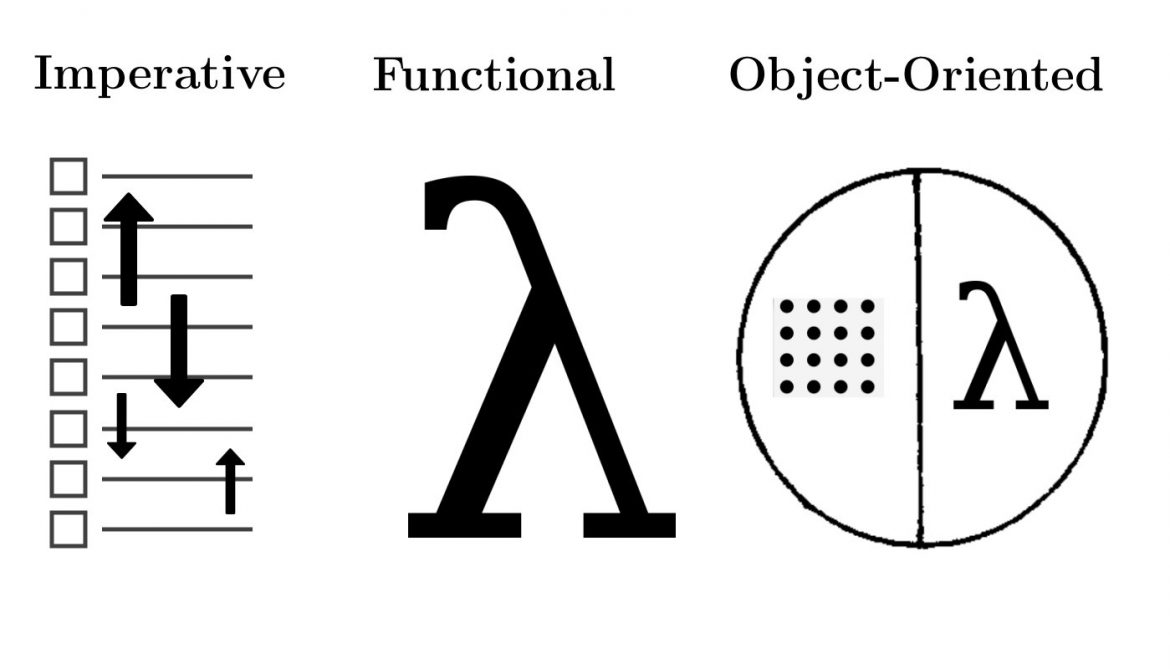 Imperative
Functional
Object-Oriented
λ
λ